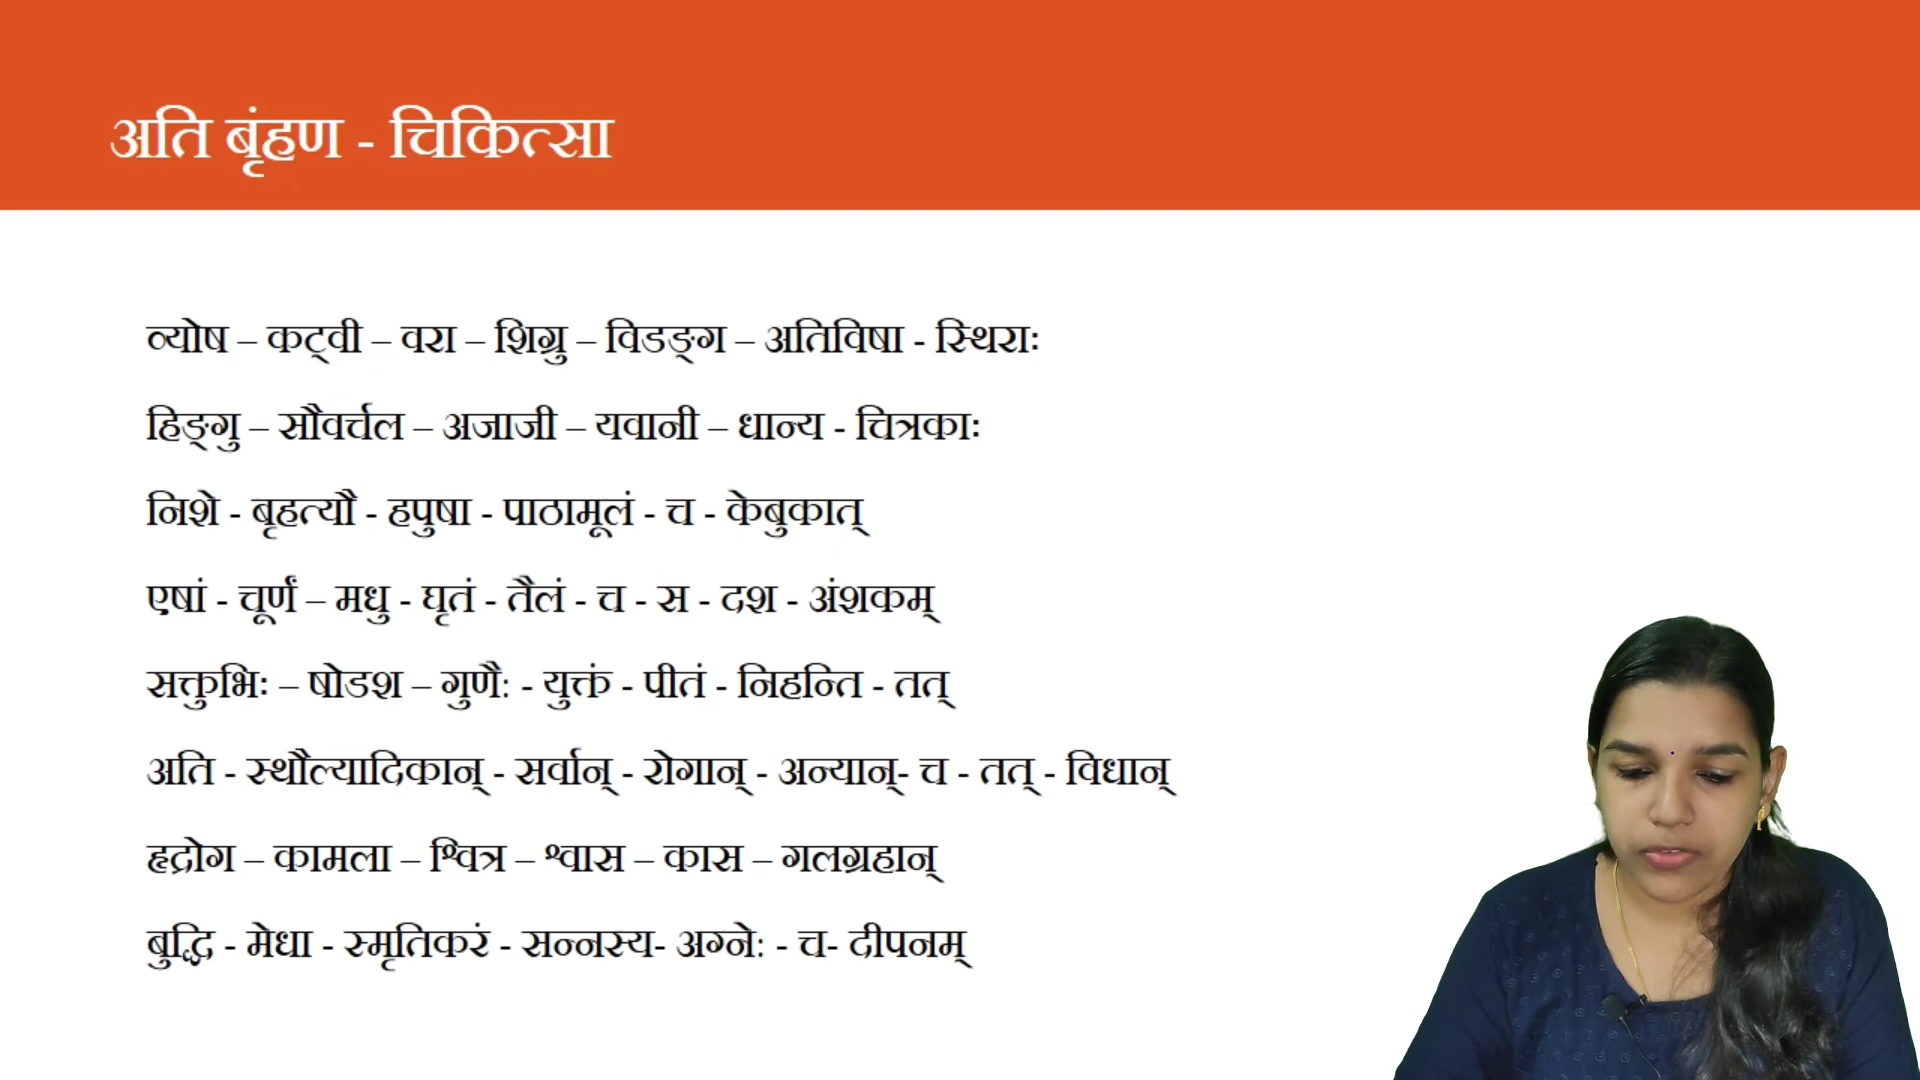 अति बृंहण - चिकित्सा
व्योष – कट्वी – वरा – शिग्रु – विडङ्ग – अतिविषा - स्थिराः
हिङ्गु – सौवर्चल – अजाजी – यवानी – धान्य - चित्रकाः
निशे - बृहत्यौ - हपुषा - पाठामूलं - च - केबुकात्
एषां - चूर्णं – मधु - घृतं - तैलं - च - स - दश - अंशकम्
सक्तुभिः – षोडश – गुणै: - युक्तं - पीतं - निहन्ति - तत्
अति - स्थौल्यादिकान् - सर्वान् - रोगान् - अन्यान्- च - तत् - विधान्
हृद्रोग – कामला – श्वित्र – श्वास – कास – गलग्रहान्
बुद्धि - मेधा - स्मृतिकरं - सन्नस्य- अग्ने: - च- दीपनम्